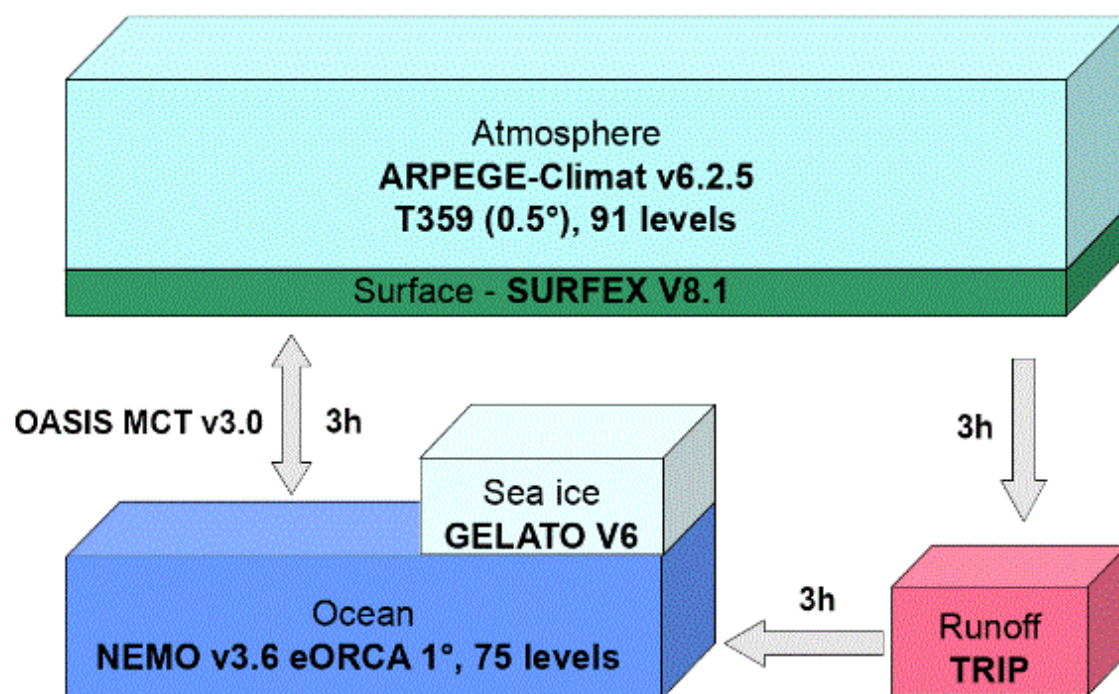 Atmosphere
ARPEGE-Climat v6.2.5
T359 (0.5°), 91 levels
Surface - SURFEX V8.1
OASIS MCT v3.0
3h
3h
Sea ice
GELATO V6
Ocean
NEMO v3.6 eORCA 1°, 75 levels
3h
Runoff
TRIP